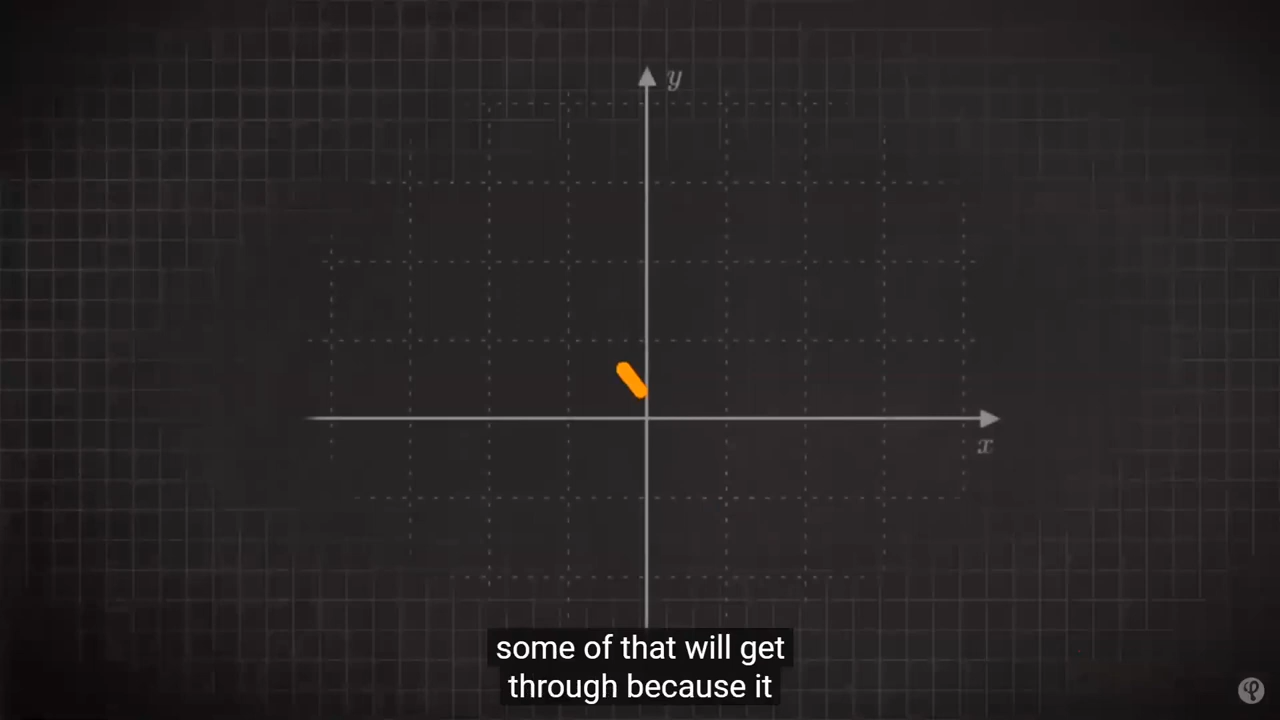 y
x
some of that will get
through because it